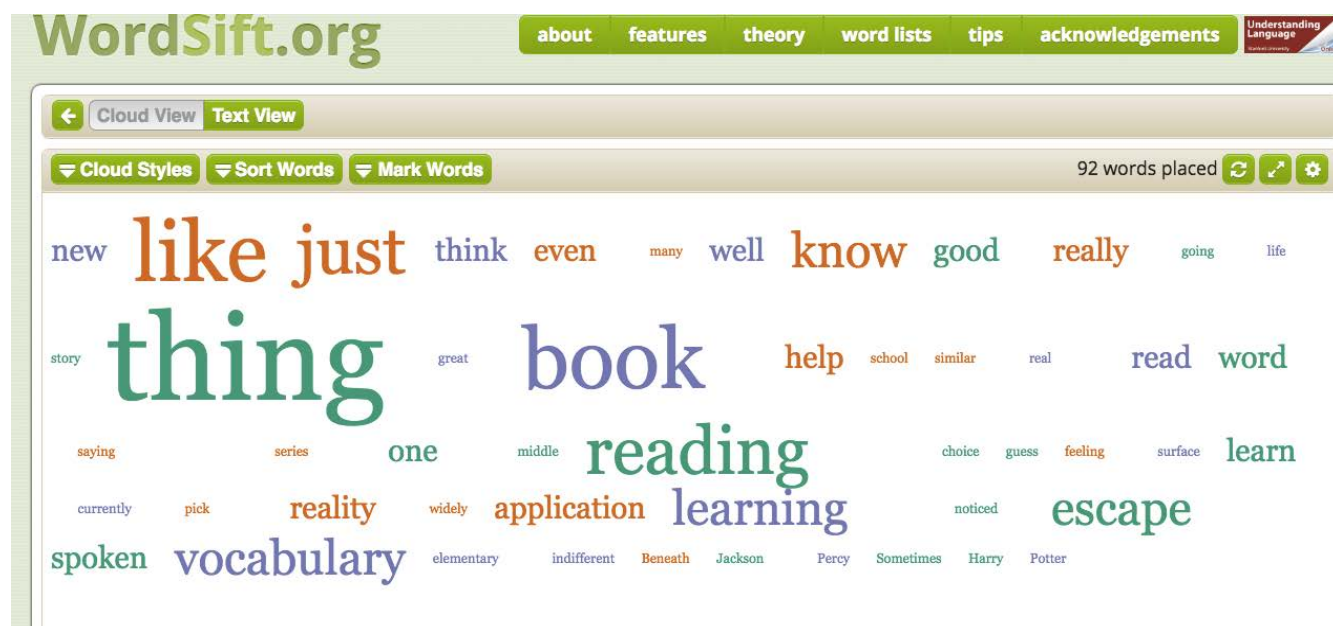 WordSift.org
about features theory word lists tips acknowledgements
Understanding
Language
Cloud View Text View
Cloud Styles Sort Words Mark Words 92 words placed
new like just think even many well know good really going life
story thing great book help school similar real read word
saying series one middle reading choice guess feeling surface learn
currently pick reality widely application learning noticed escape
spoken vocabulary elementary indifferent Beneath Jackson Percy Sometimes Harry Potter